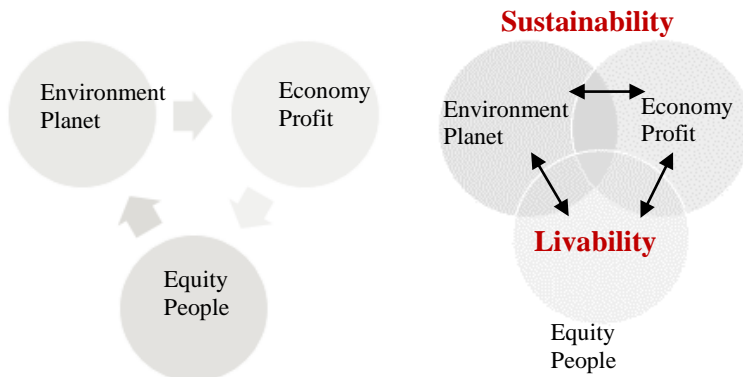 Environment
Planet
Economy
Profit
Equity
People
Sustainability
Environment
Planet
Economy
Profit
Livability
Equity
People